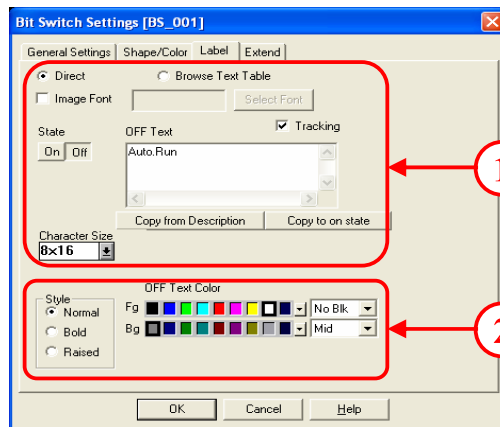 Bit Switch Settings [BS_001]
General Settings Shape/Color Label Extend
Direct Browse Text Table
Image Font Select Font
State OFF Text Tracking
On Off Auto.Run
1
Copy from Description Copy to on state
Character Size
8×16
OFF Text Color
Style
Normal Fg No Blk
Bold Bg Mid
Raised
2
OK Cancel Help